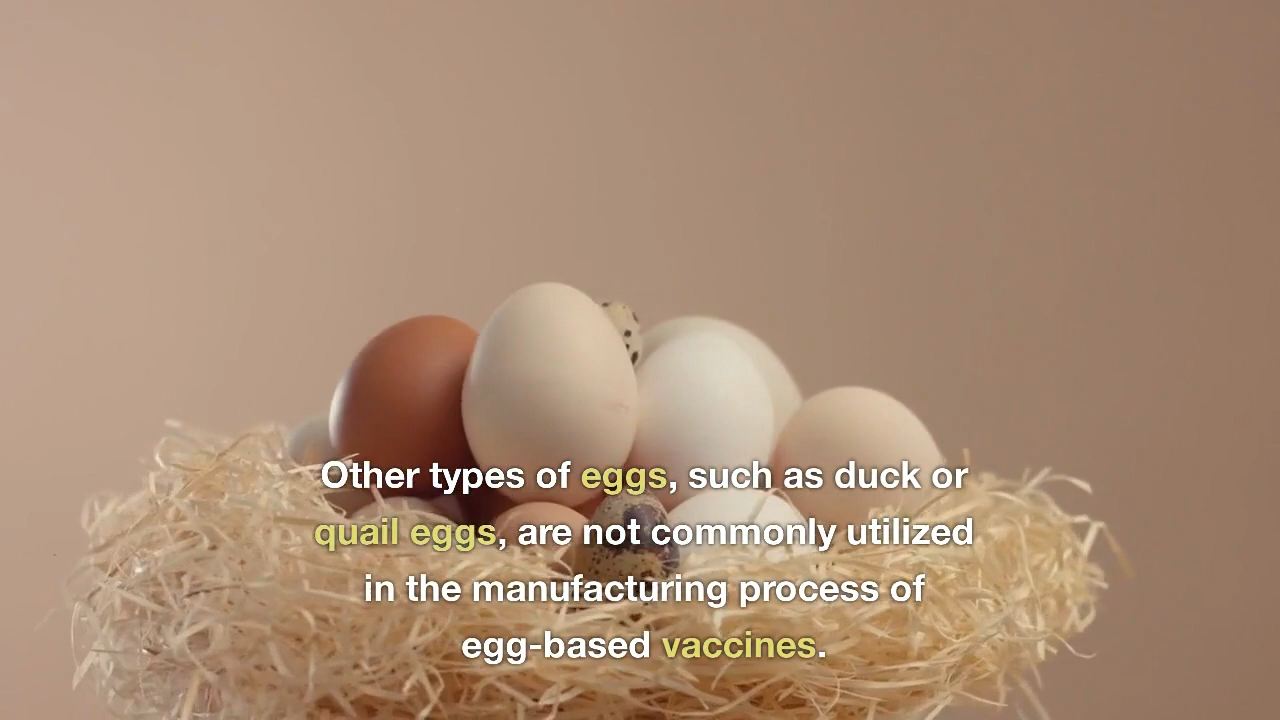 Other types of eggs, such as duck or
quail eggs, are not commonly utilized
in the manufacturing process of
egg-based vaccines.